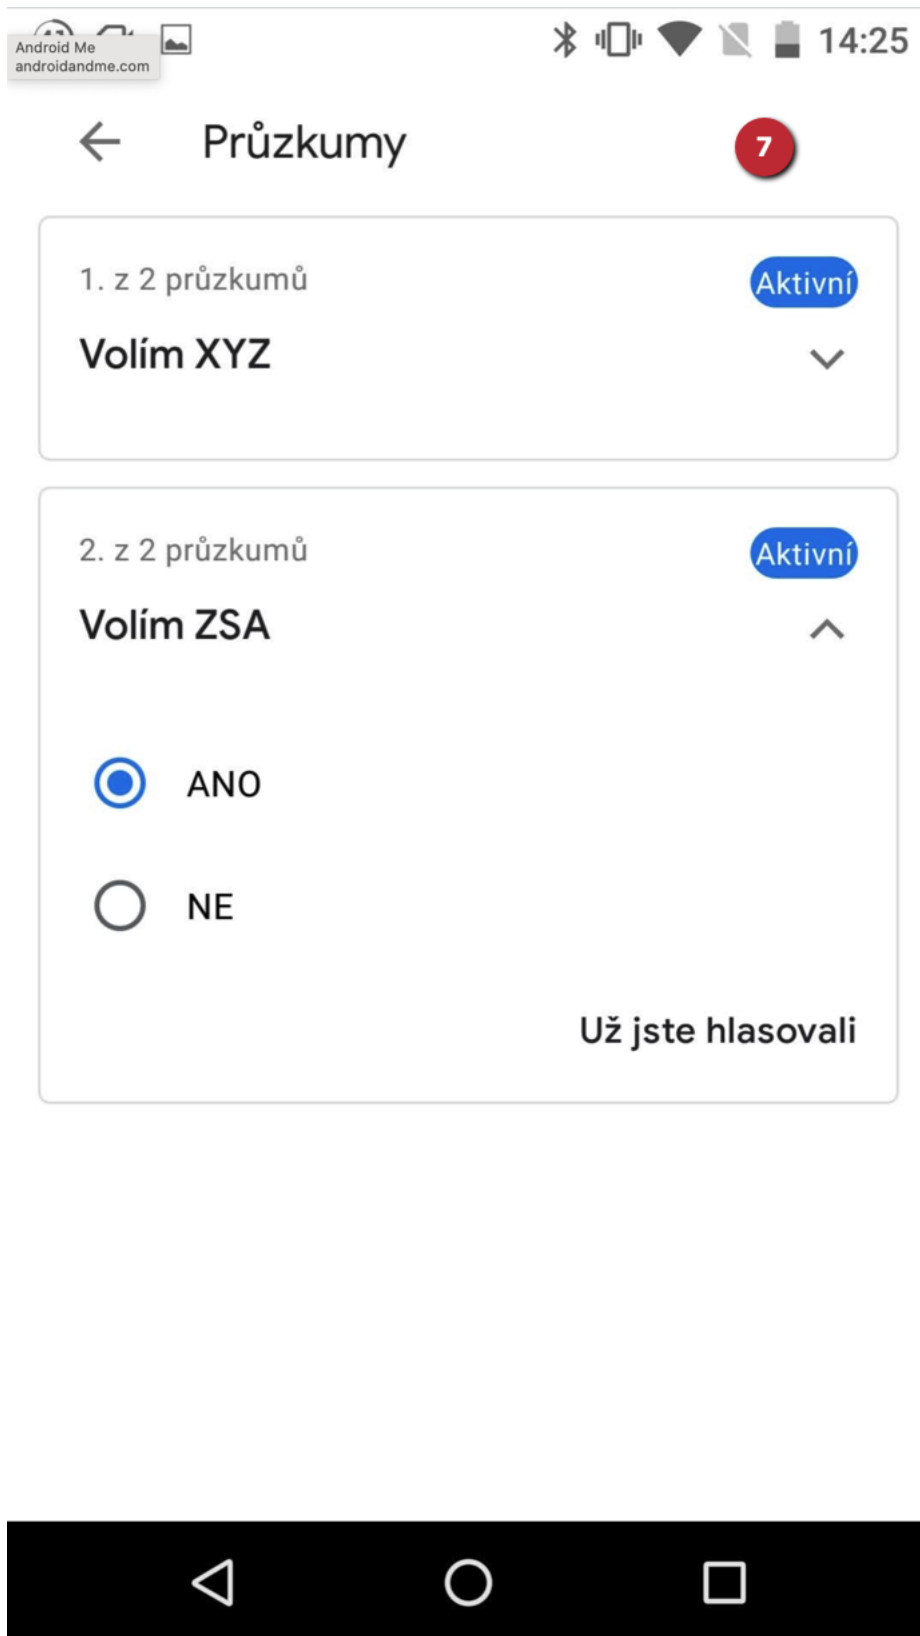 Android Me
androidandme.com
14:25
Průzkumy
7
1. z 2 průzkumů
Aktivní
Volím XYZ
2. z 2 průzkumů
Aktivní
Volím ZSA
ANO
NE
Už jste hlasovali